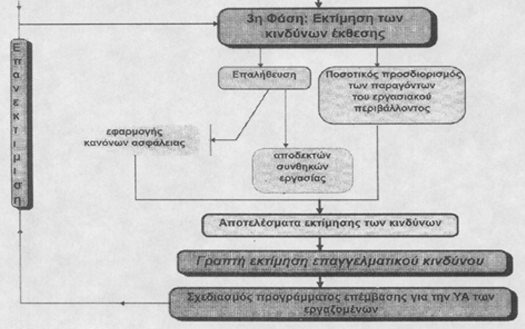 3η Φάση: Εκτίμηση των
κινδύνων έκθεσης
Επανεκτίμηση
Επαλήθευση
Ποσοτικός προσδιορισμός
των παραγόντων
του εργασιακού
περιβάλλοντος
εφαρμογής
κανόνων ασφάλειας
αποδεκτών
συνθηκών
εργασίας
Αποτελέσματα εκτίμησης των κινδύνων
Γραπτή εκτίμηση επαγγελματικού κινδύνου
Σχεδιασμός προγράμματος επέμβασης για την ΥΑ των
εργαζομένων